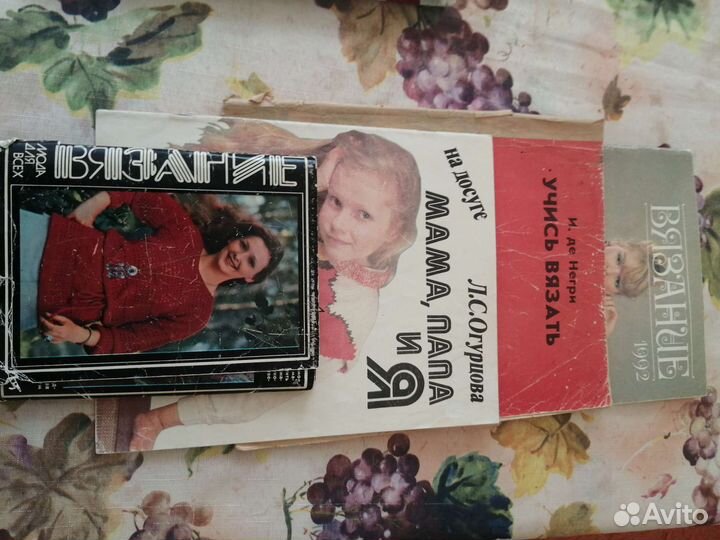 МОДА
ДЛЯ
ВСЕХ
ВЯЗАНИЕ
на досуге
Л.С.Огурцова
МАМА, ПАПА
И
Я
И. де Негри
УЧИСЬ ВЯЗАТЬ
ВЯЗАНИЕ
1992
Avito